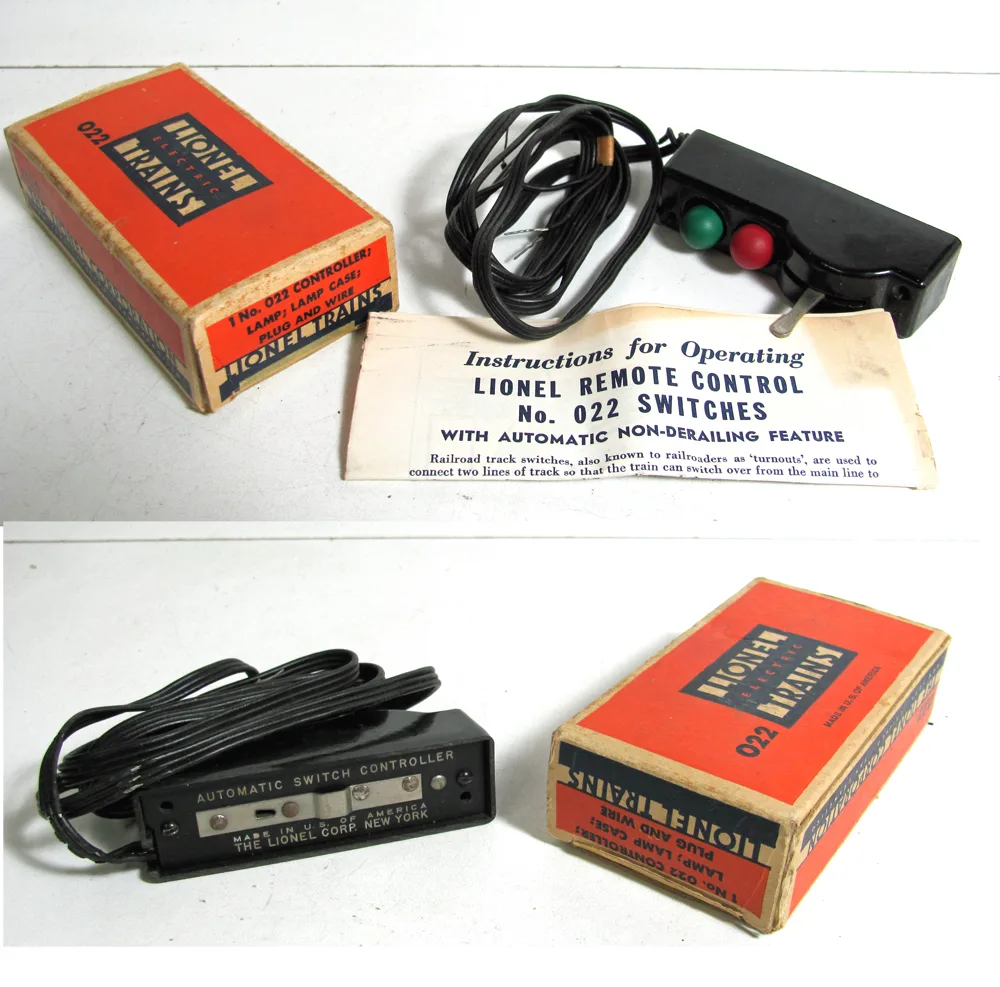 022
LIONEL
ELECTRIC
TRAINS
1 No. 022 CONTROLLER;
LAMP; LAMP CASE;
PLUG AND WIRE
LIONEL TRAINS
Instructions for Operating
LIONEL REMOTE CONTROL
No. 022 SWITCHES
WITH AUTOMATIC NON-DERAILING FEATURE
Railroad track switches, also known to railroaders as 'turnouts', are used to
connect two lines of track so that the train can switch over from the main line to
AUTOMATIC SWITCH CONTROLLER
MADE IN U.S. OF AMERICA
THE LIONEL CORP. NEW YORK
LIONEL
ELECTRIC
TRAINS
022
MADE IN U.S. OF AMERICA
LIONEL TRAINS
1 No. 022 CONTROLLER;
LAMP; LAMP CASE;
PLUG AND WIRE